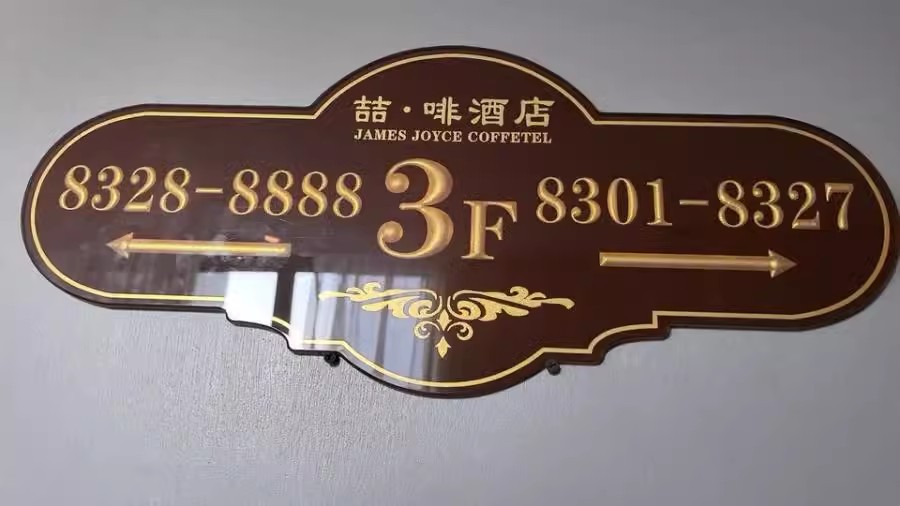 喆·啡酒店
JAMES JOYCE COFFETEL
8328-8888 3F 8301-8327